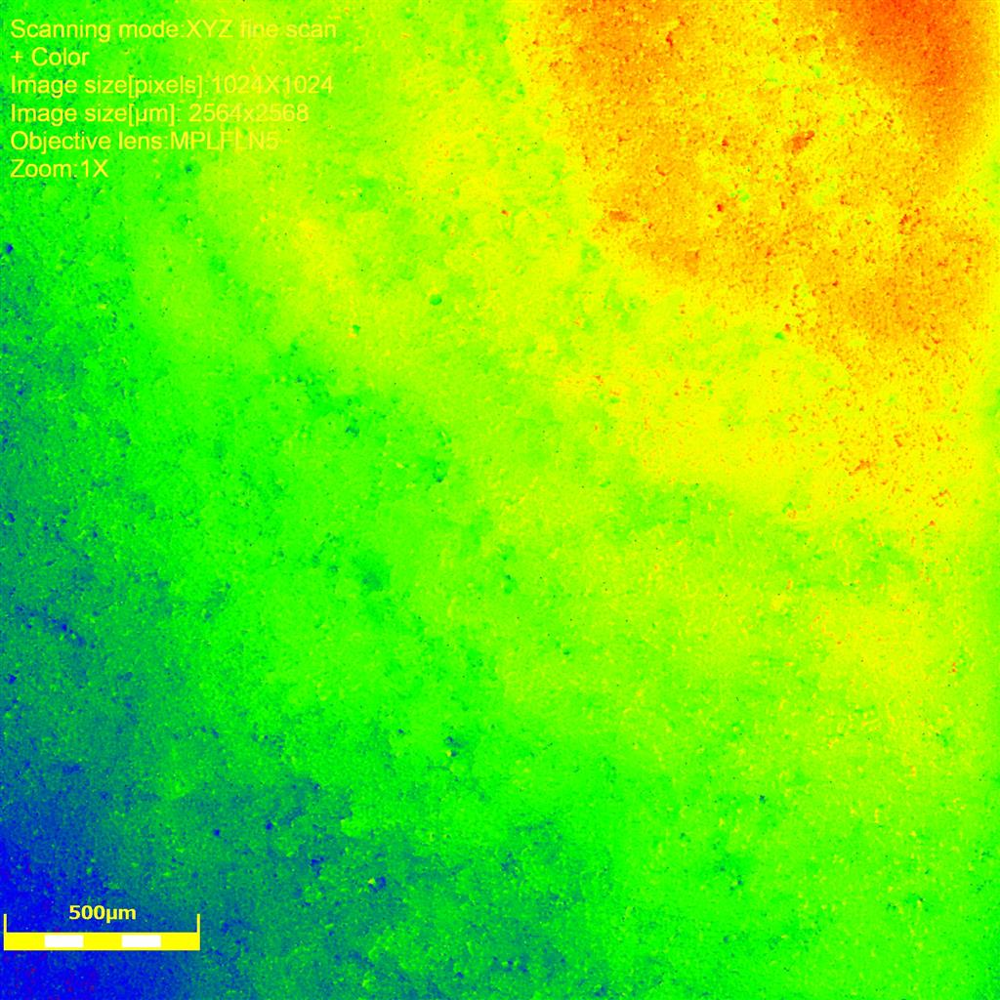 Scanning mode:XYZ fine scan
+ Color
Image size[pixels]:1024X1024
Image size[µm]: 2564x2568
Objective lens:MPLFLN5
Zoom:1X
500µm